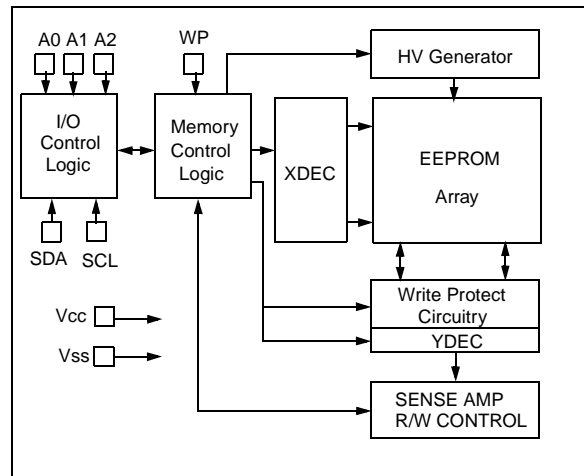 A0 A1 A2
WP
HV Generator
I/O
Control
Logic
Memory
Control
Logic
XDEC
EEPROM
Array
SDA
SCL
Write Protect
Circuitry
YDEC
Vcc
Vss
SENSE AMP
R/W CONTROL